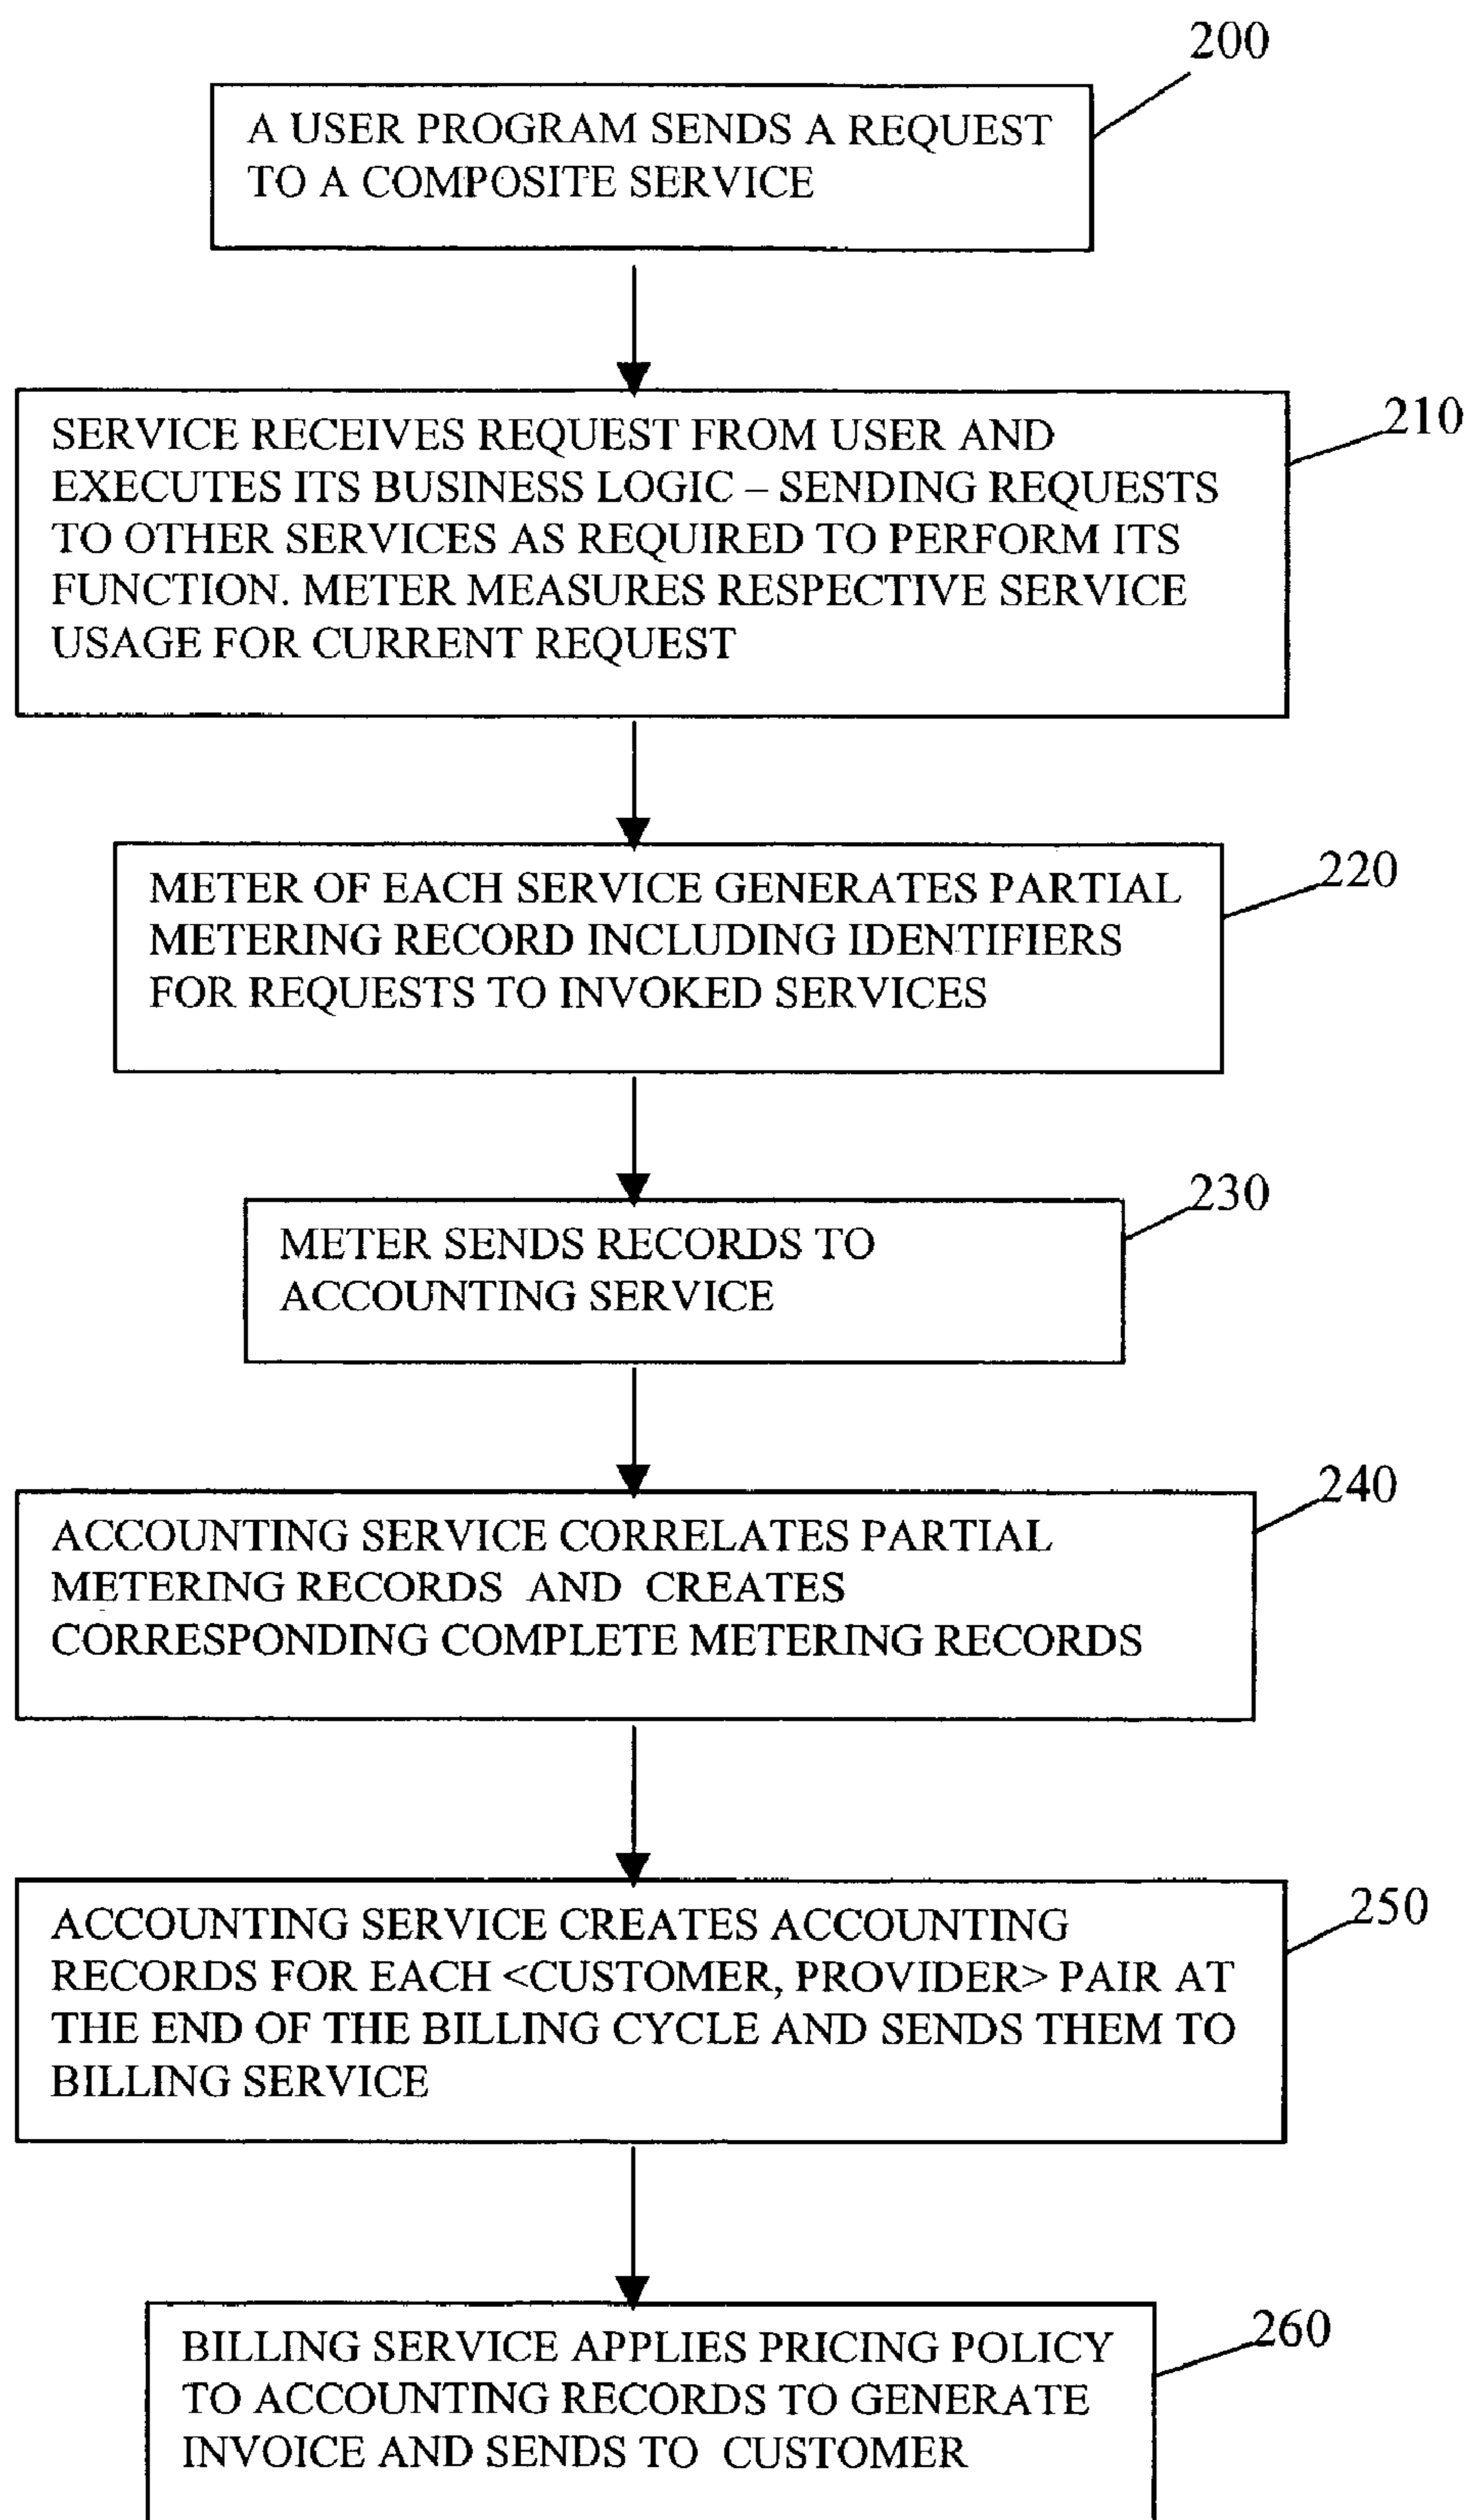 200
A USER PROGRAM SENDS A REQUEST
TO A COMPOSITE SERVICE
210
SERVICE RECEIVES REQUEST FROM USER AND
EXECUTES ITS BUSINESS LOGIC – SENDING REQUESTS
TO OTHER SERVICES AS REQUIRED TO PERFORM ITS
FUNCTION. METER MEASURES RESPECTIVE SERVICE
USAGE FOR CURRENT REQUEST
220
METER OF EACH SERVICE GENERATES PARTIAL
METERING RECORD INCLUDING IDENTIFIERS
FOR REQUESTS TO INVOKED SERVICES
230
METER SENDS RECORDS TO
ACCOUNTING SERVICE
240
ACCOUNTING SERVICE CORRELATES PARTIAL
METERING RECORDS AND CREATES
CORRESPONDING COMPLETE METERING RECORDS
250
ACCOUNTING SERVICE CREATES ACCOUNTING
RECORDS FOR EACH <CUSTOMER, PROVIDER> PAIR AT
THE END OF THE BILLING CYCLE AND SENDS THEM TO
BILLING SERVICE
260
BILLING SERVICE APPLIES PRICING POLICY
TO ACCOUNTING RECORDS TO GENERATE
INVOICE AND SENDS TO CUSTOMER